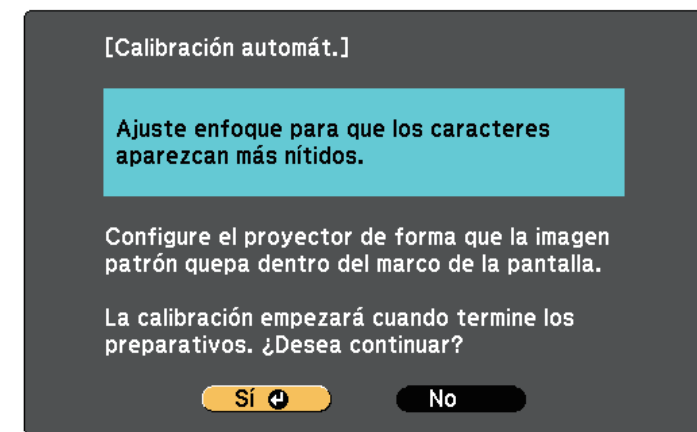 [Calibración automát.]
Ajuste enfoque para que los caracteres
aparezcan más nítidos.
Configure el proyector de forma que la imagen
patrón quepa dentro del marco de la pantalla.
La calibración empezará cuando termine los
preparativos. ¿Desea continuar?
Sí No